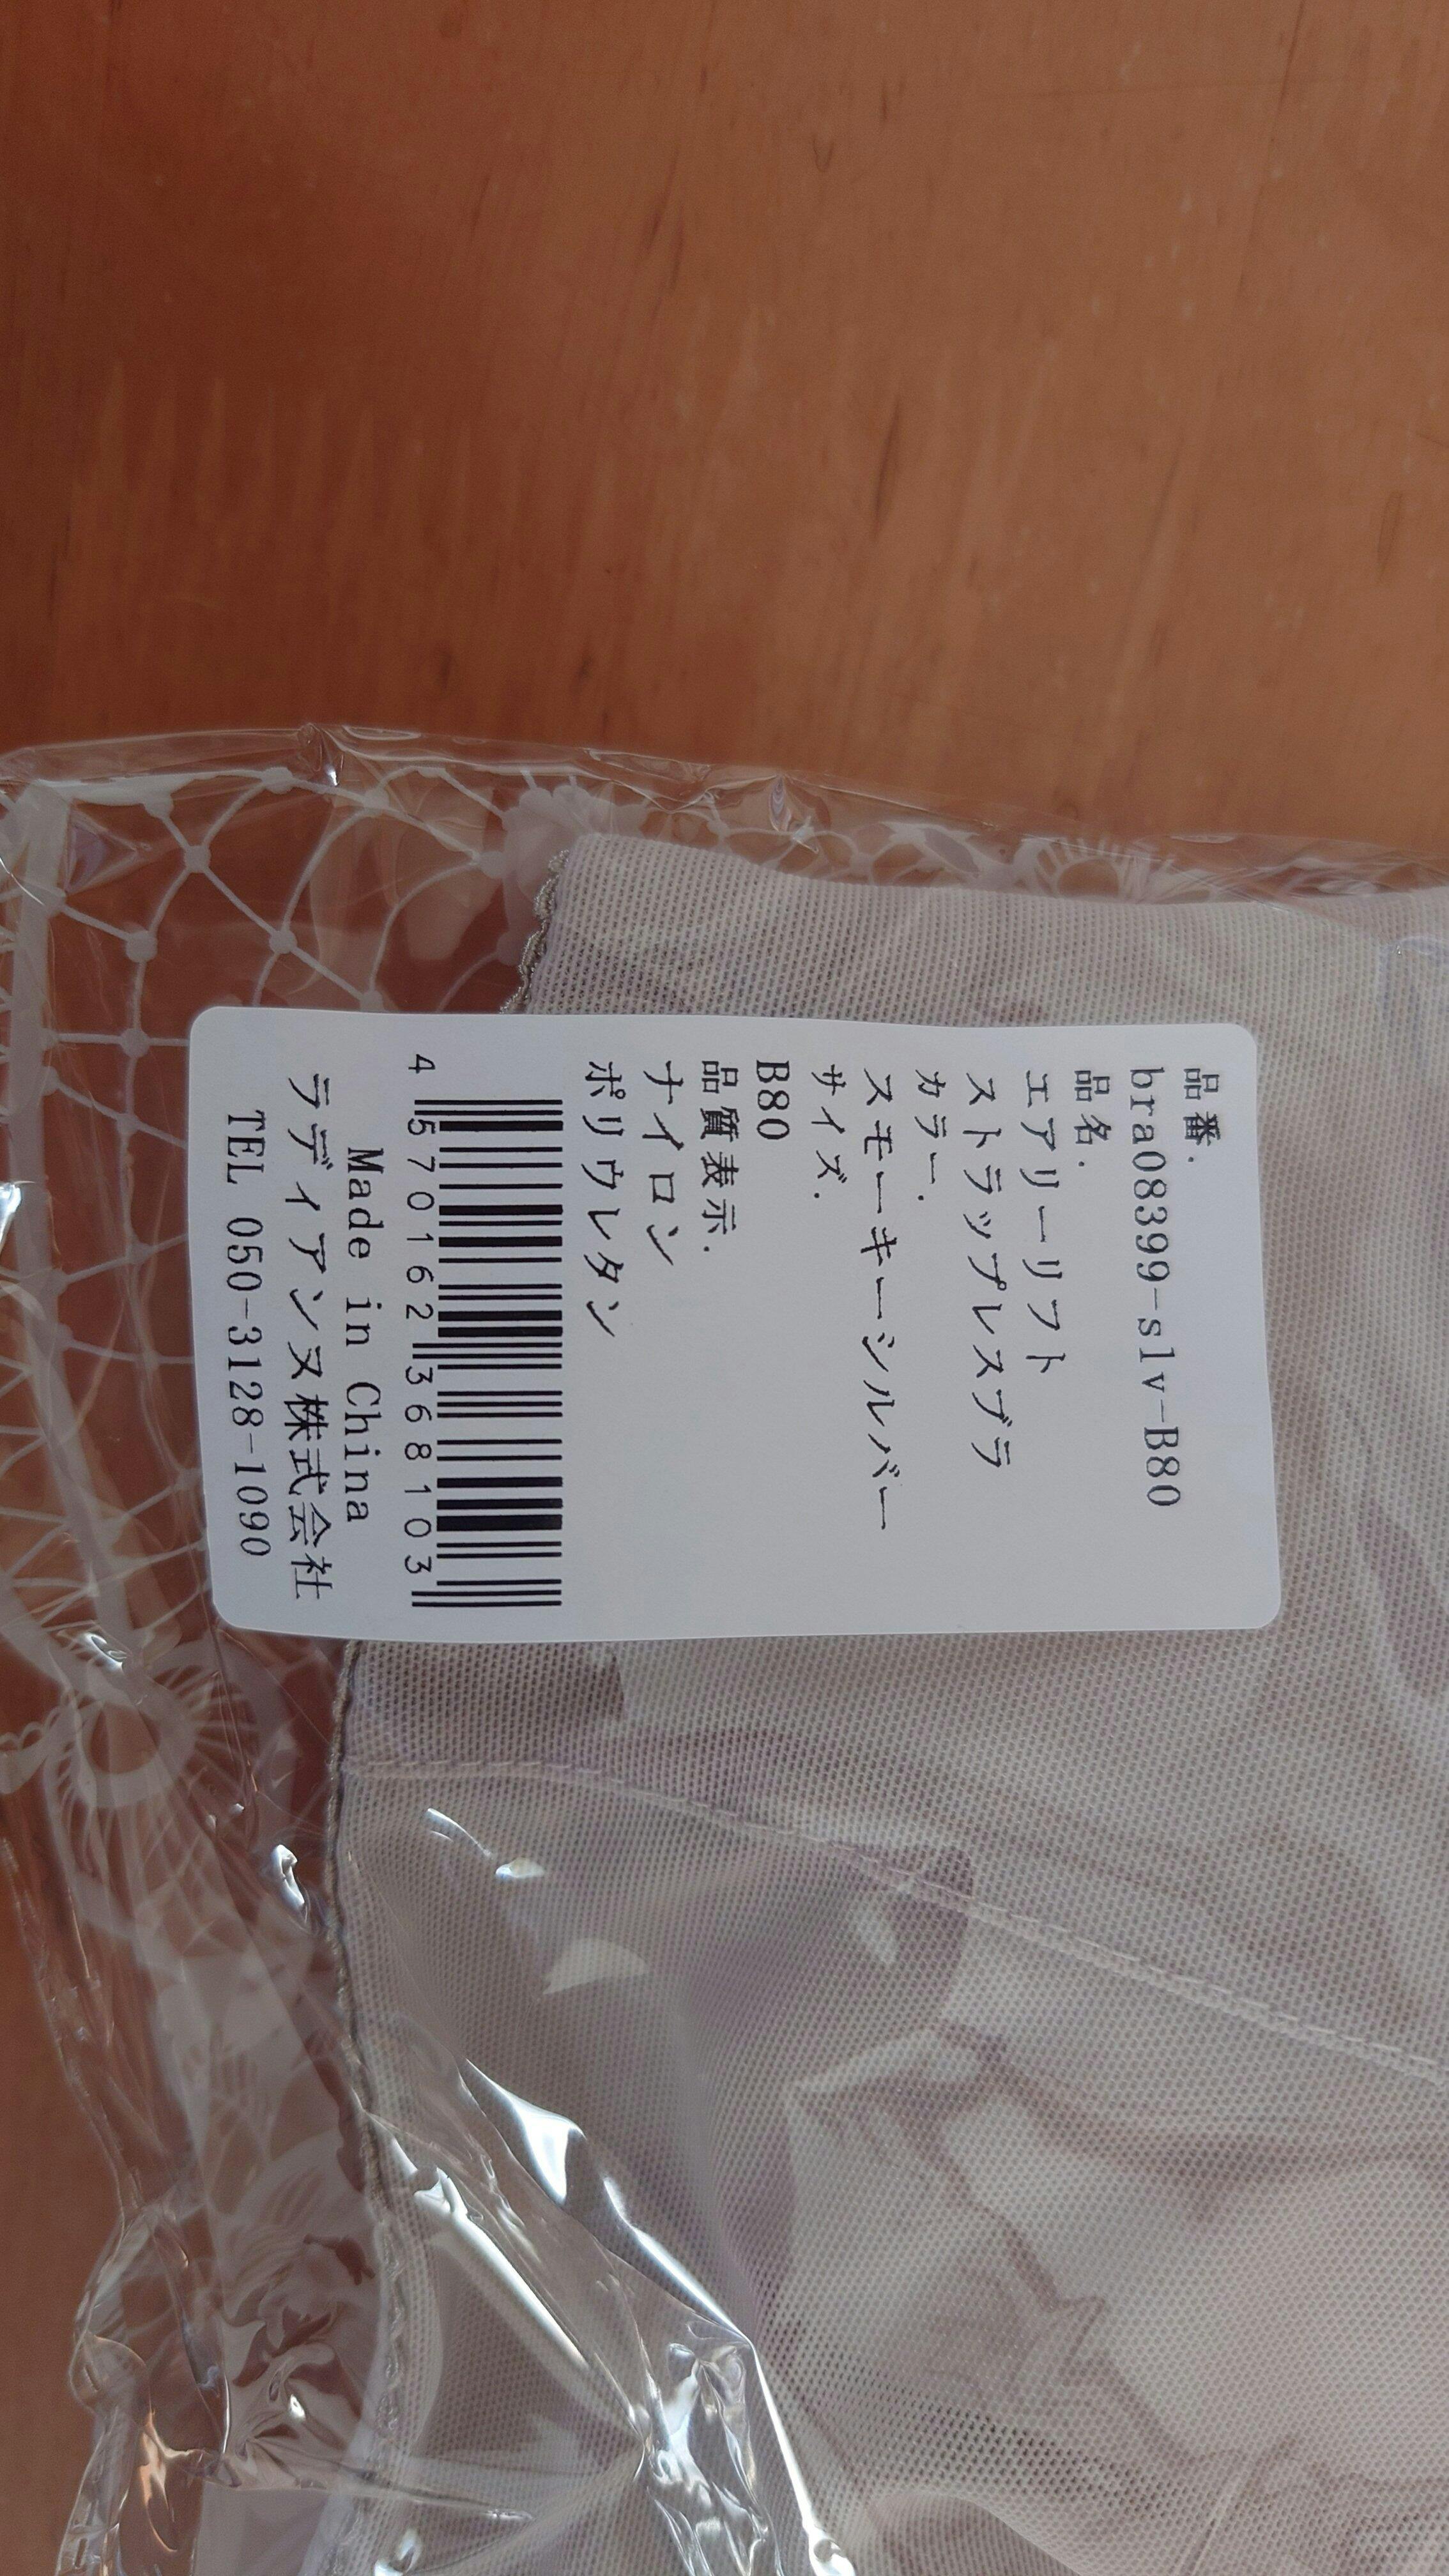 品番.
bra08399-slv-B80
品名.
エアリーリフト
ストラップレスブラ
カラー.
スモーキーシルバー
サイズ.
B80
品質表示.
ナイロン
ポリウレタン
4 570162 368103
Made in China
ラディアンヌ株式会社
TEL 050-3128-1090